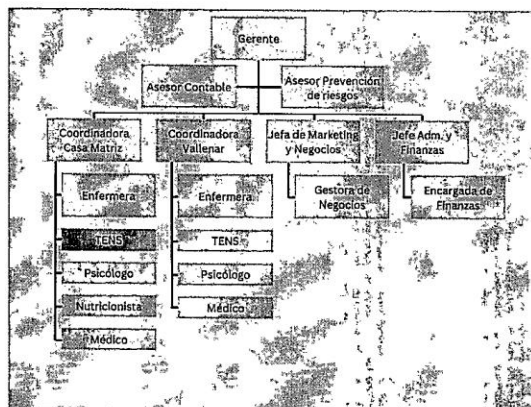 Gerente
Asesor Contable
Asesor Prevención
de riesgos
Coordinadora
Casa Matriz
Coordinadora
Vallenar
Jefa de Marketing
y Negocios
Jefe Adm. y
Finanzas
Enfermera
TENS
Psicólogo
Nutricionista
Médico
Enfermera
TENS
Psicólogo
Médico
Gestora de
Negocios
Encargada de
Finanzas